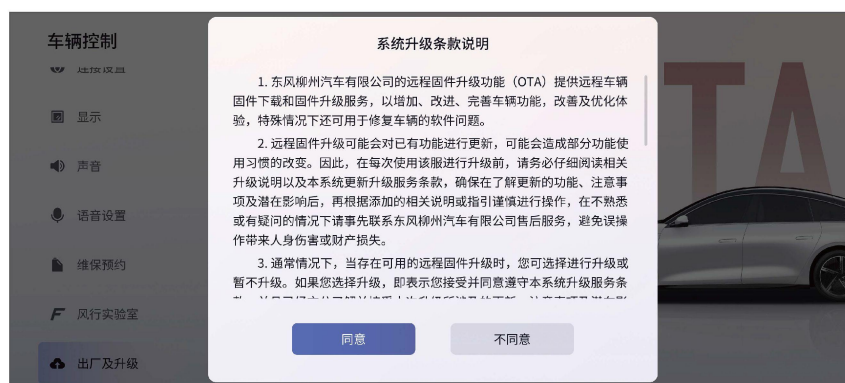 车辆控制
连接设置
显示
声音
语音设置
维保预约
风行实验室
出厂及升级
系统升级条款说明
1. 东风柳州汽车有限公司的远程固件升级功能（OTA）提供远程车辆
固件下载和固件升级服务，以增加、改进、完善车辆功能，改善及优化体
验，特殊情况下还可用于修复车辆的软件问题。
2. 远程固件升级可能会对已有功能进行更新，可能会造成部分功能使
用习惯的改变。因此，在每次使用该服进行升级前，请务必仔细阅读相关
升级说明以及本系统更新升级服务条款，确保在了解更新的功能、注意事
项及潜在影响后，再根据添加的相关说明或指引谨慎进行操作，在不熟悉
或有疑问的情况下请事先联系东风柳州汽车有限公司售后服务，避免误操
作带来人身伤害或财产损失。
3. 通常情况下，当存在可用的远程固件升级时，您可选择进行升级或
暂不升级。如果您选择升级，即表示您接受并同意遵守本系统升级服务条
同意
不同意
TA